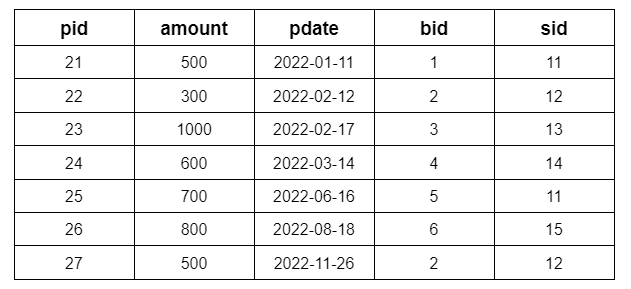 pid amount pdate bid sid
21 500 2022-01-11 1 11
22 300 2022-02-12 2 12
23 1000 2022-02-17 3 13
24 600 2022-03-14 4 14
25 700 2022-06-16 5 11
26 800 2022-08-18 6 15
27 500 2022-11-26 2 12